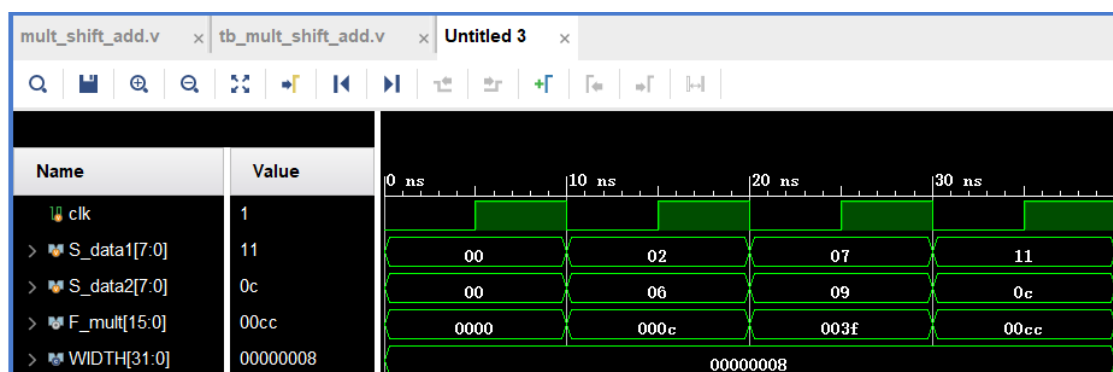 mult_shift_add.v × tb_mult_shift_add.v × Untitled 3 ×
Name Value 0 ns 10 ns 20 ns 30 ns
clk 1
S_data1[7:0] 11 00 02 07 11
S_data2[7:0] 0c 00 06 09 0c
F_mult[15:0] 00cc 0000 000c 003f 00cc
WIDTH[31:0] 00000008 00000008